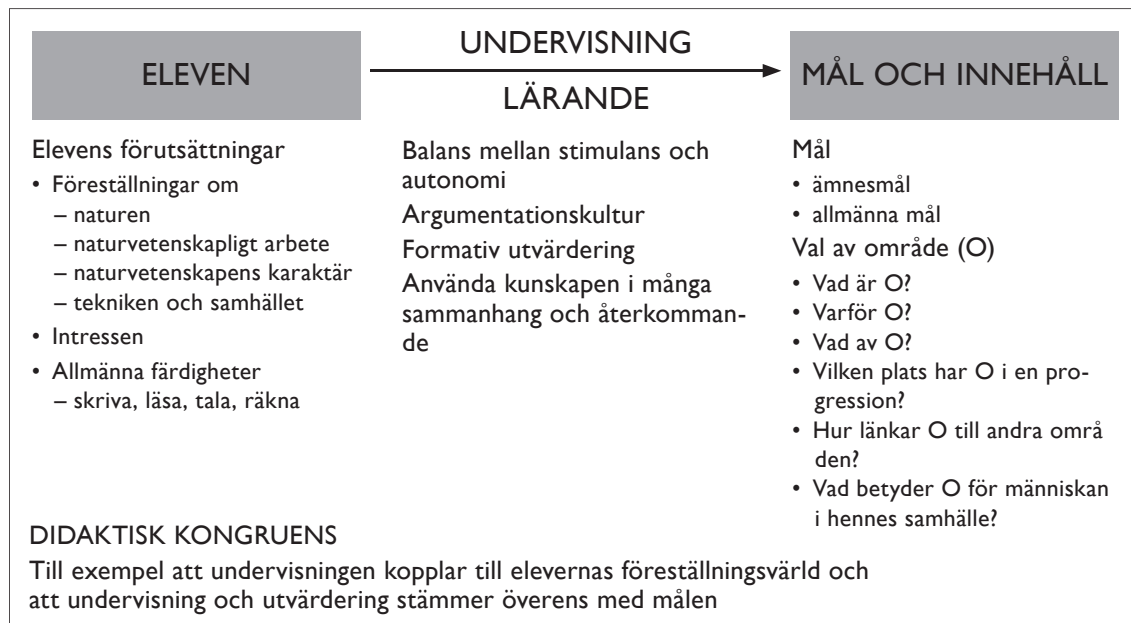 ELEVEN
Elevens förutsättningar
• Föreställningar om
– naturen
– naturvetenskapligt arbete
– naturvetenskapens karaktär
– tekniken och samhället
• Intressen
• Allmänna färdigheter
– skriva, läsa, tala, räkna
UNDERVISNING
LÄRANDE
Balans mellan stimulans och
autonomi
Argumentationskultur
Formativ utvärdering
Använda kunskapen i många
sammanhang och återkomman-
de
MÅL OCH INNEHÅLL
Mål
• ämnesmål
• allmänna mål
Val av område (O)
• Vad är O?
• Varför O?
• Vad av O?
• Vilken plats har O i en pro-
gression?
• Hur länkar O till andra områ
den?
• Vad betyder O för människan
i hennes samhälle?
DIDAKTISK KONGRUENS
Till exempel att undervisningen kopplar till elevernas föreställningsvärld och
att undervisning och utvärdering stämmer överens med målen